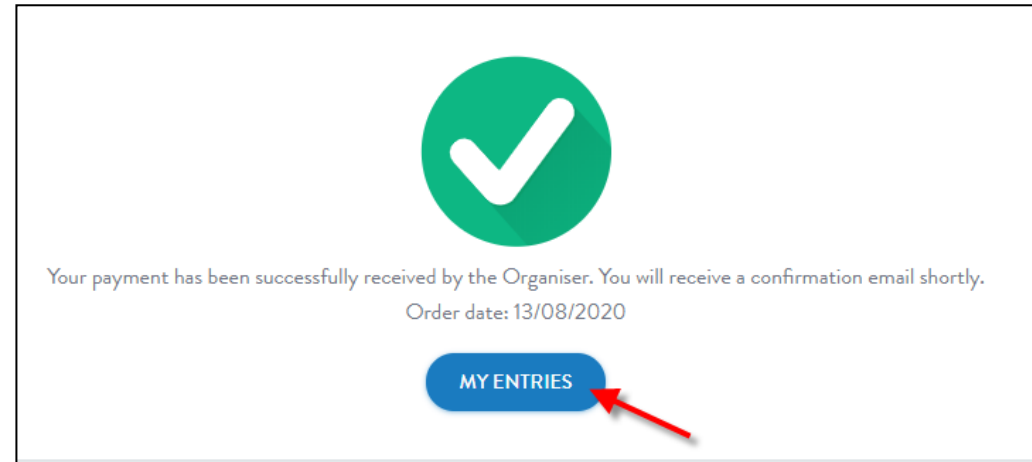 Your payment has been successfully received by the Organiser. You will receive a confirmation email shortly.
Order date: 13/08/2020
MY ENTRIES